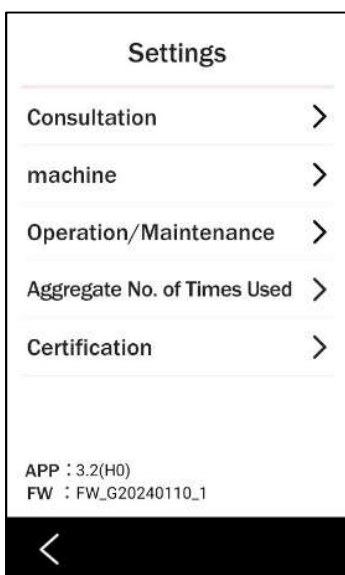 Settings
Consultation
machine
Operation/Maintenance
Aggregate No. of Times Used
Certification
APP : 3.2(H0)
FW : FW_G20240110_1